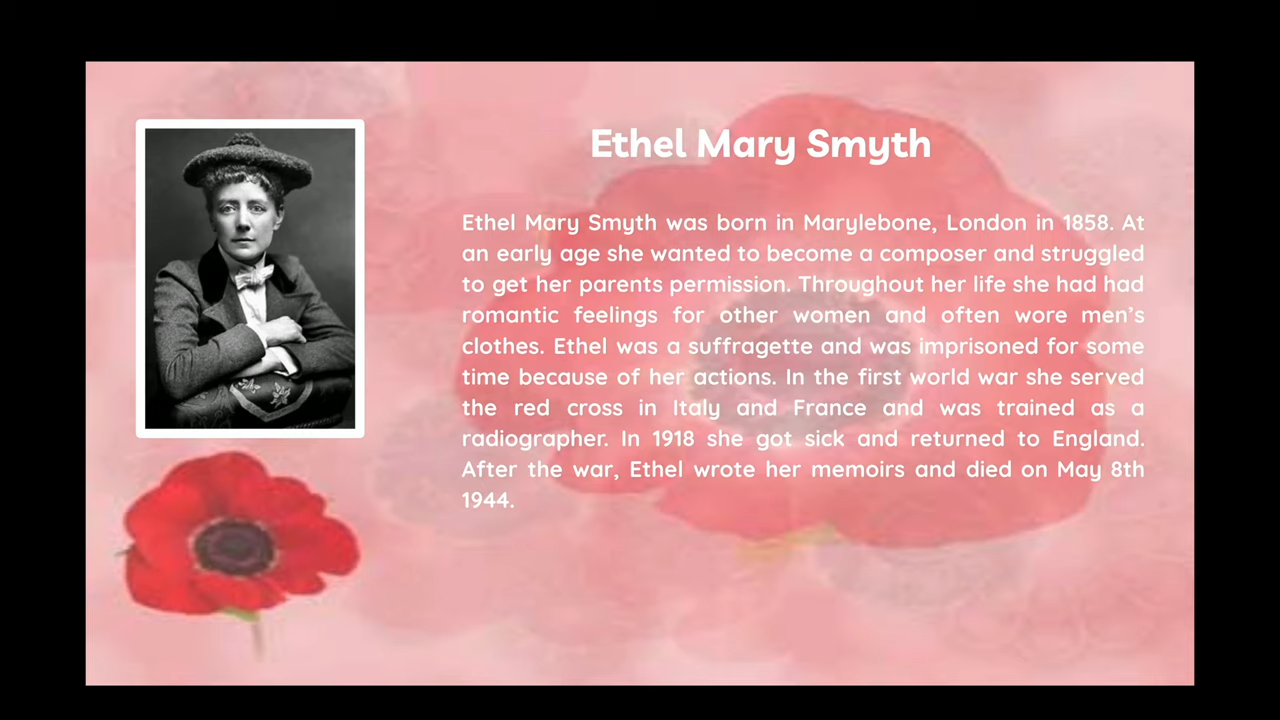 Ethel Mary Smyth
Ethel Mary Smyth was born in Marylebone, London in 1858. At
an early age she wanted to become a composer and struggled
to get her parents permission. Throughout her life she had had
romantic feelings for other women and often wore men's
clothes. Ethel was a suffragette and was imprisoned for some
time because of her actions. In the first world war she served
the red cross in Italy and France and was trained as a
radiographer. In 1918 she got sick and returned to England.
After the war, Ethel wrote her memoirs and died on May 8th
1944.